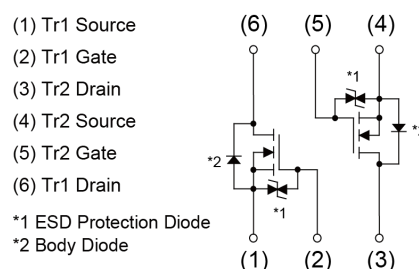 (1) Tr1 Source
(2) Tr1 Gate
(3) Tr2 Drain
(4) Tr2 Source
(5) Tr2 Gate
(6) Tr1 Drain
*1 ESD Protection Diode
*2 Body Diode
(6) (5) (4)
*1
*2
*1
(1) (2) (3)